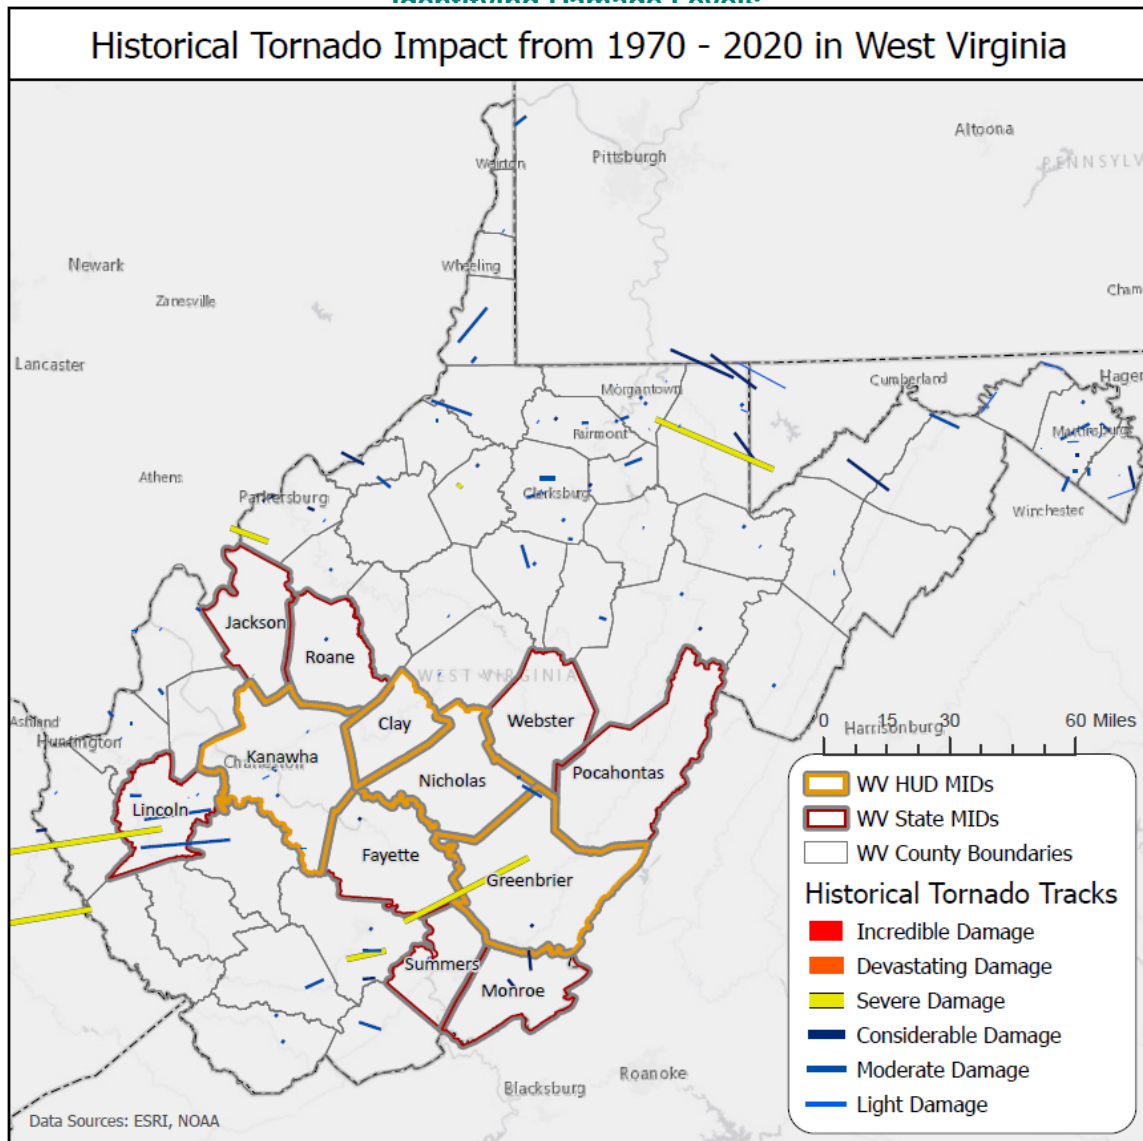 Identifying Damage Levels
Historical Tornado Impact from 1970 - 2020 in West Virginia
Altoona
Pittsburgh
PENNSYLV
Weirton
Newark
Wheeling
Zanesville
Cham
Lancaster
Cumberland
Hager
Morgantown
Fairmont
Martinsburg
Athens
Parkersburg
Clarksburg
Winchester
Jackson
Roane
WEST VIRGINIA
Clay
Webster
Ashland
Huntington
Harrisonburg
Kanawha
Charleston
Nicholas
Pocahontas
Lincoln
Fayette
Greenbrier
Summers
Monroe
Roanoke
Blacksburg
0 15 30 60 Miles
WV HUD MIDs
WV State MIDs
WV County Boundaries
Historical Tornado Tracks
Incredible Damage
Devastating Damage
Severe Damage
Considerable Damage
Moderate Damage
Light Damage
Data Sources: ESRI, NOAA